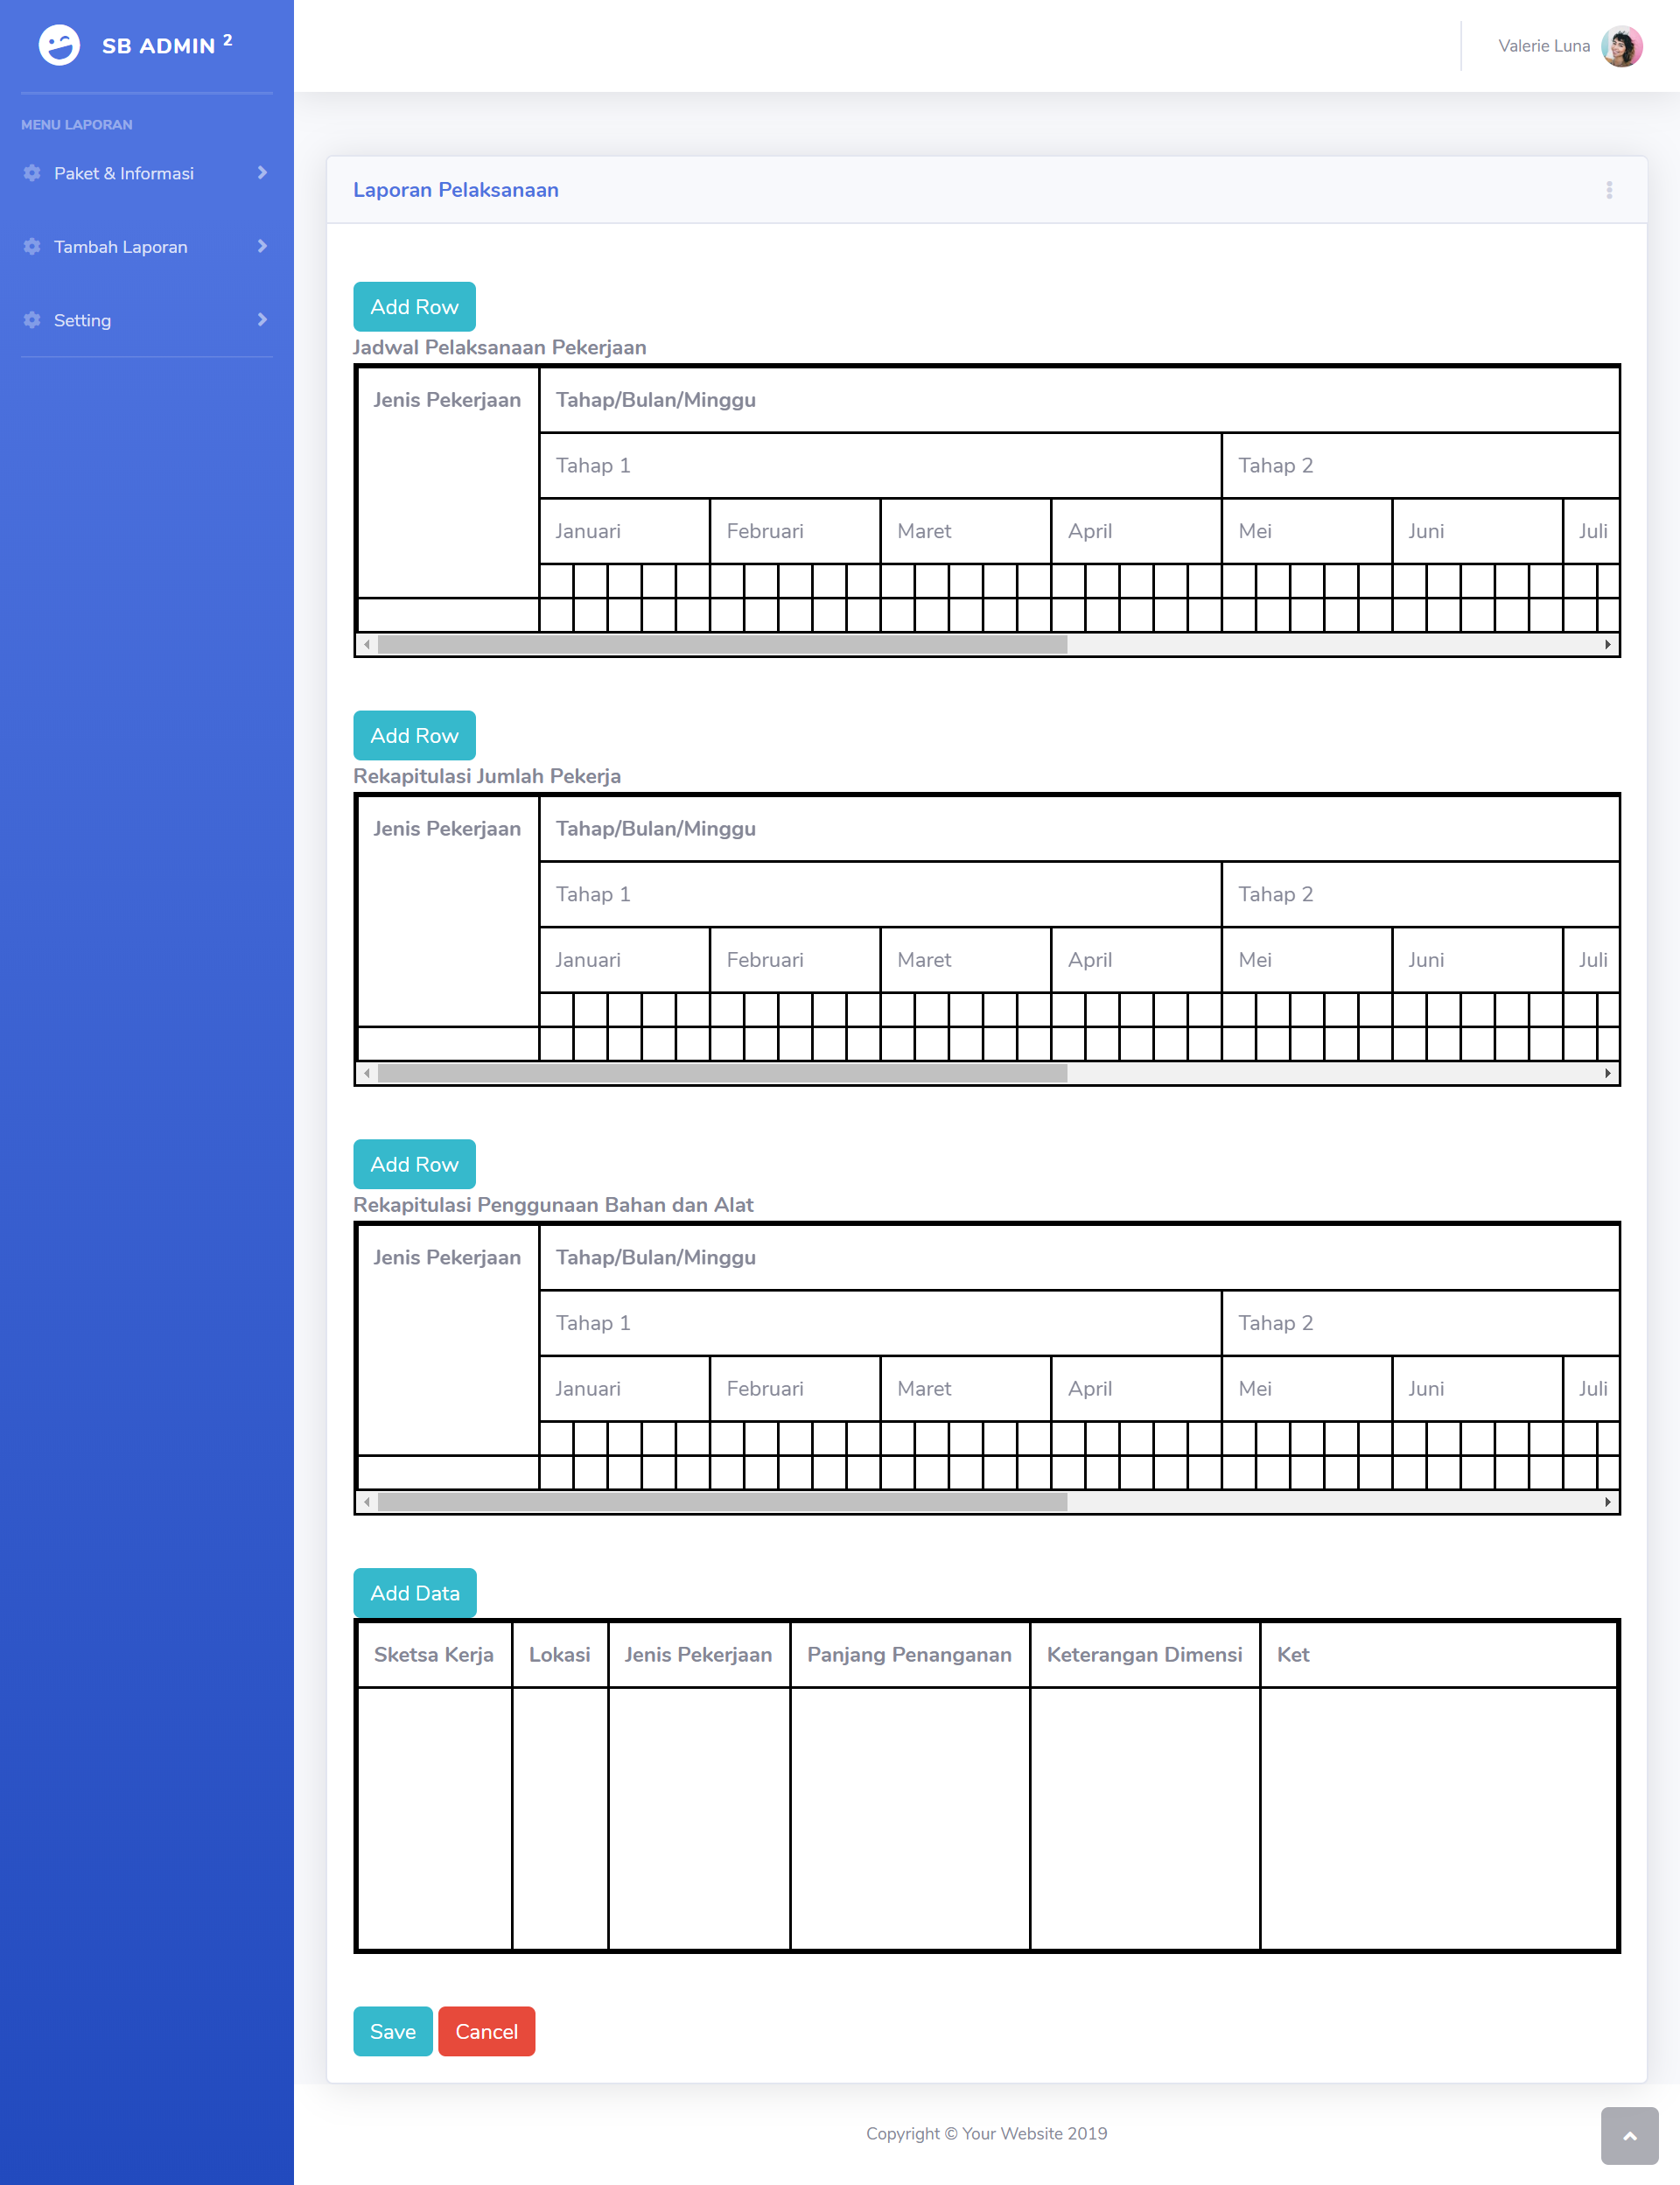 SB ADMIN 2
Valerie Luna
MENU LAPORAN
Paket & Informasi
Tambah Laporan
Setting
Laporan Pelaksanaan
Add Row
Jadwal Pelaksanaan Pekerjaan
Jenis Pekerjaan Tahap/Bulan/Minggu
Tahap 1 Tahap 2
Januari Februari Maret April Mei Juni Juli
Add Row
Rekapitulasi Jumlah Pekerja
Jenis Pekerjaan Tahap/Bulan/Minggu
Tahap 1 Tahap 2
Januari Februari Maret April Mei Juni Juli
Add Row
Rekapitulasi Penggunaan Bahan dan Alat
Jenis Pekerjaan Tahap/Bulan/Minggu
Tahap 1 Tahap 2
Januari Februari Maret April Mei Juni Juli
Add Data
Sketsa Kerja Lokasi Jenis Pekerjaan Panjang Penanganan Keterangan Dimensi Ket
Save Cancel
Copyright © Your Website 2019